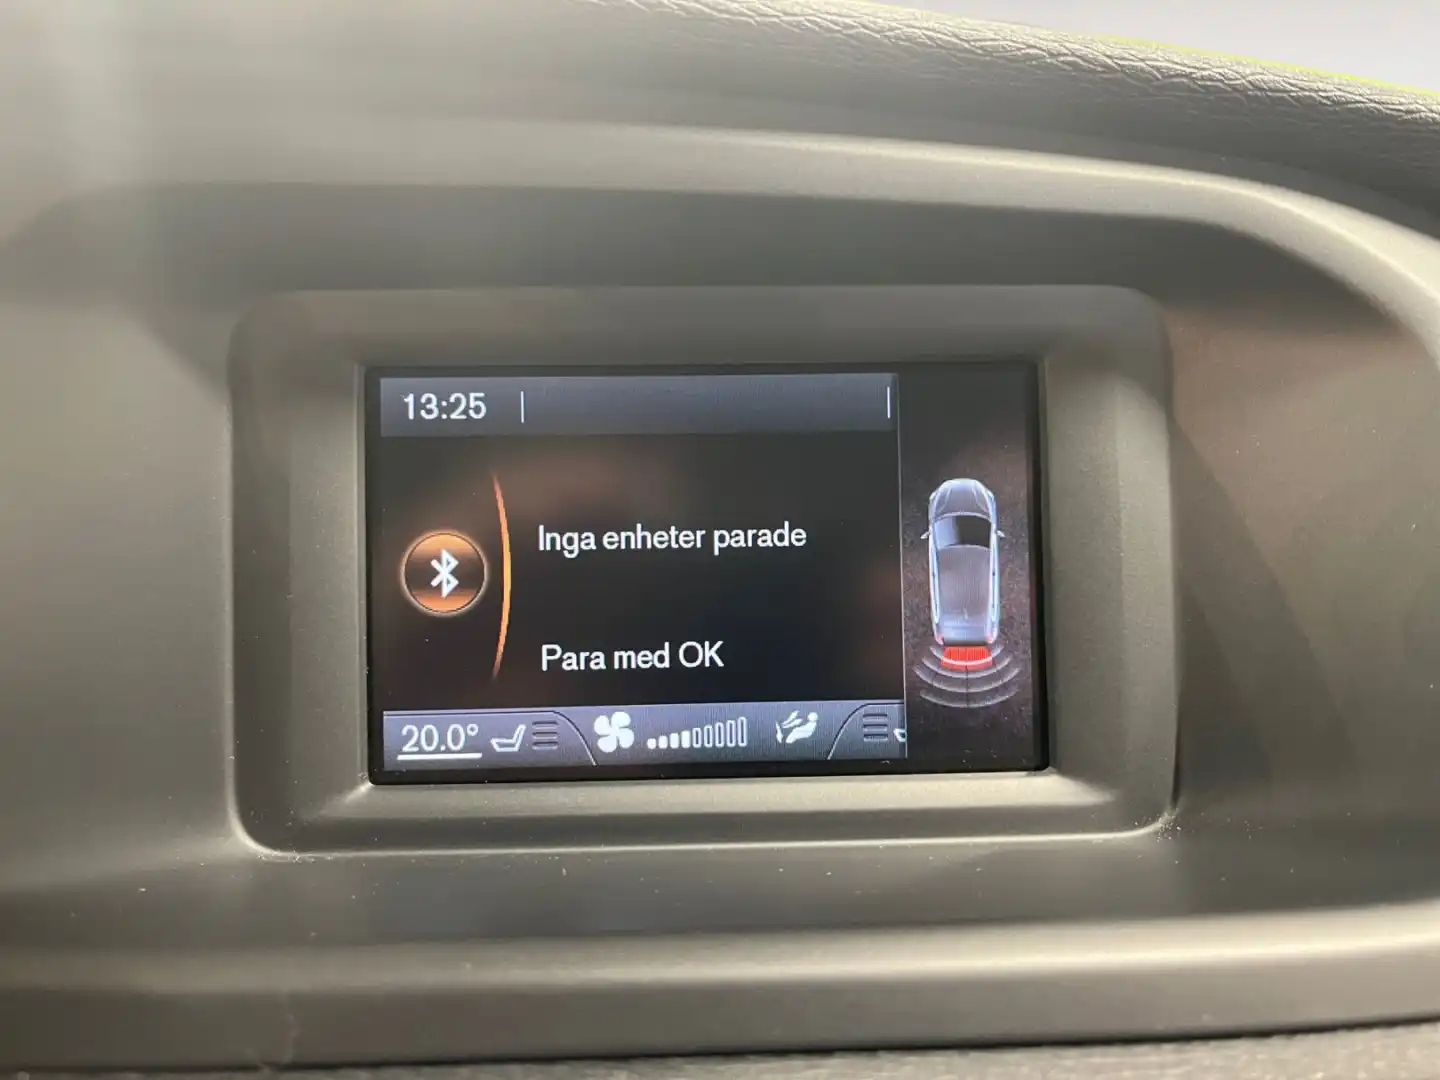 13:25
Inga enheter parade
Para med OK
20.0°